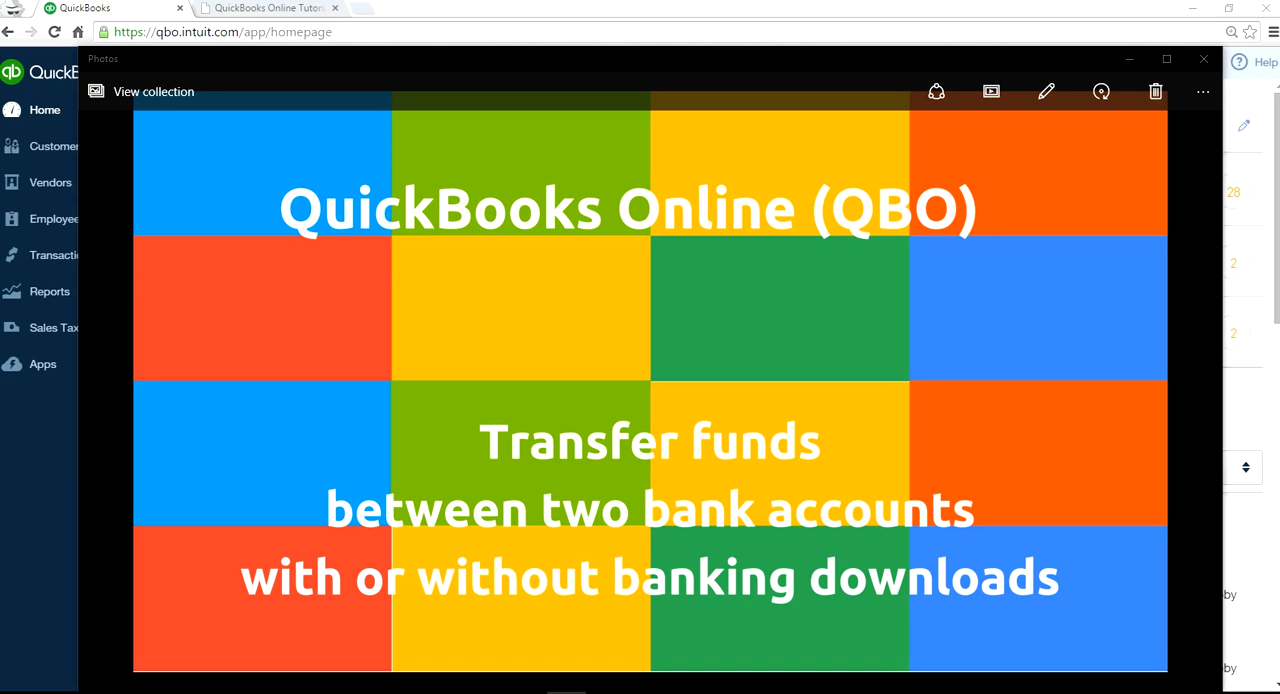 QuickBooks
QuickBooks Online Tutori
https://qbo.intuit.com/app/homepage
Photos
View collection
qb QuickB
Help
Home
Customer
Vendors
Employee
Transacti
Reports
Sales Tax
Apps
28
2
2
QuickBooks Online (QBO)
Transfer funds
between two bank accounts
with or without banking downloads
by
by